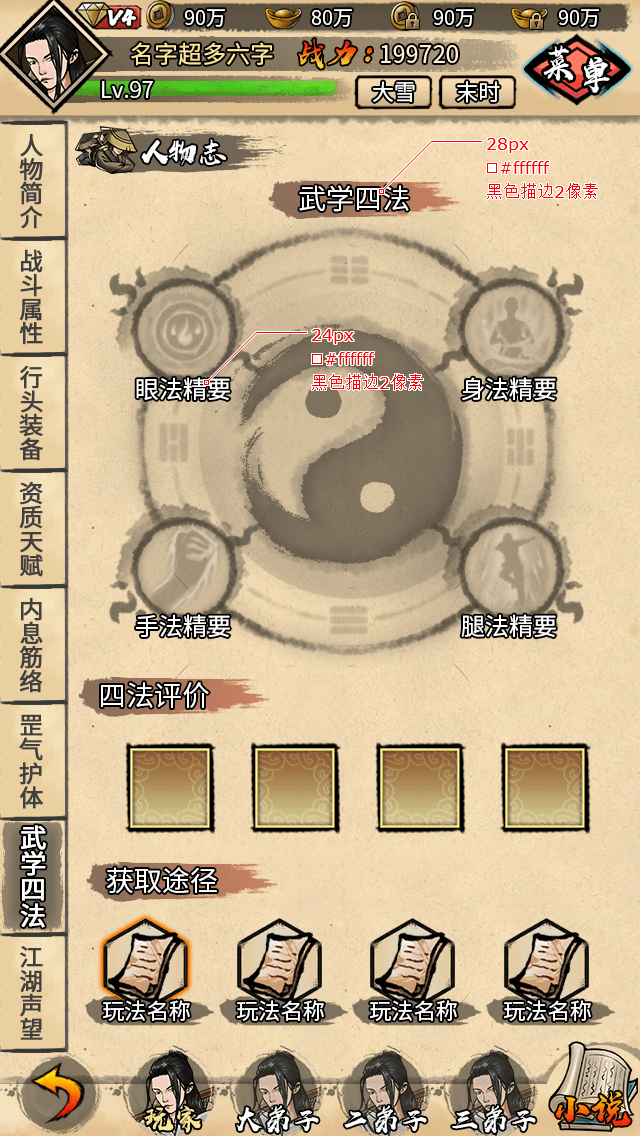 V4 90万 80万 90万 90万
名字超多六字 战力:199720
菜单
Lv.97 大雪 未时
人物志
人物简介
战斗属性
行头装备
资质天赋
内息筋络
罡气护体
武学四法
江湖声望
武学四法
28px
#ffffff
黑色描边2像素
24px
#ffffff
黑色描边2像素
眼法精要 身法精要
手法精要 腿法精要
四法评价
获取途径
玩法名称 玩法名称 玩法名称 玩法名称
玩家 大弟子 二弟子 三弟子 小说